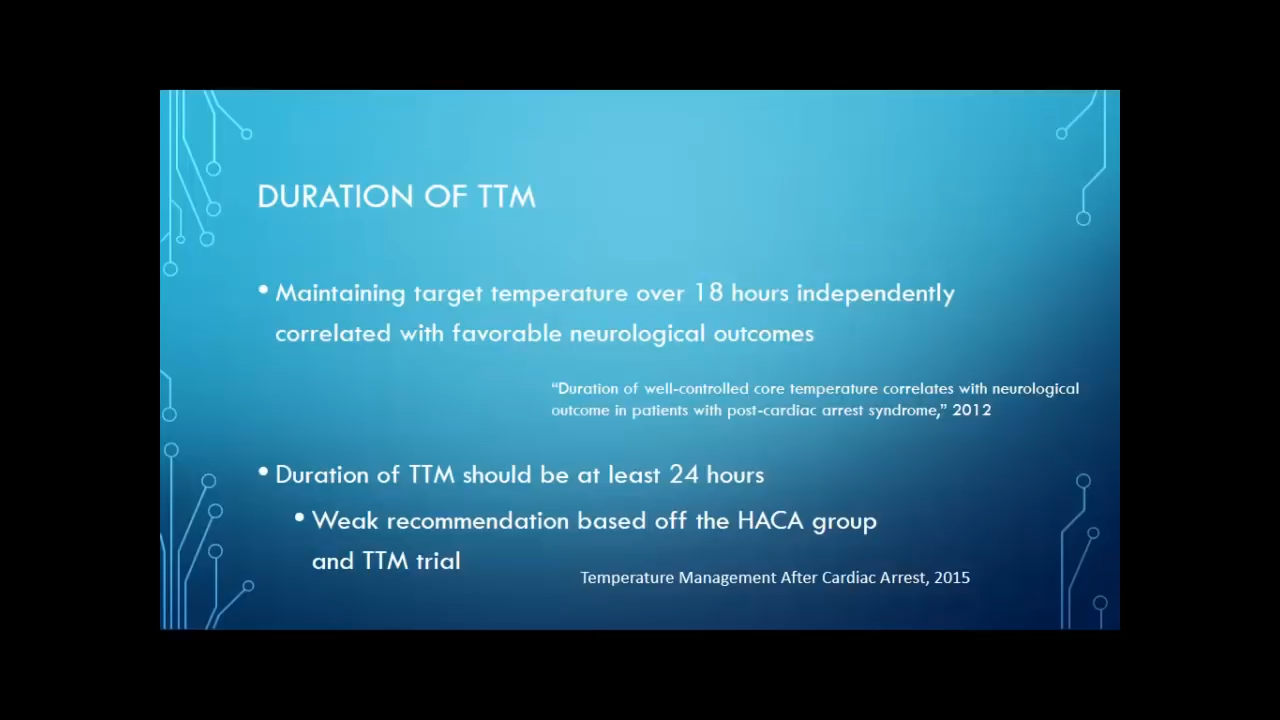 DURATION OF TTM
• Maintaining target temperature over 18 hours independently
correlated with favorable neurological outcomes
“Duration of well-controlled core temperature correlates with neurological
outcome in patients with post-cardiac arrest syndrome,” 2012
• Duration of TTM should be at least 24 hours
• Weak recommendation based off the HACA group
and TTM trial
Temperature Management After Cardiac Arrest, 2015